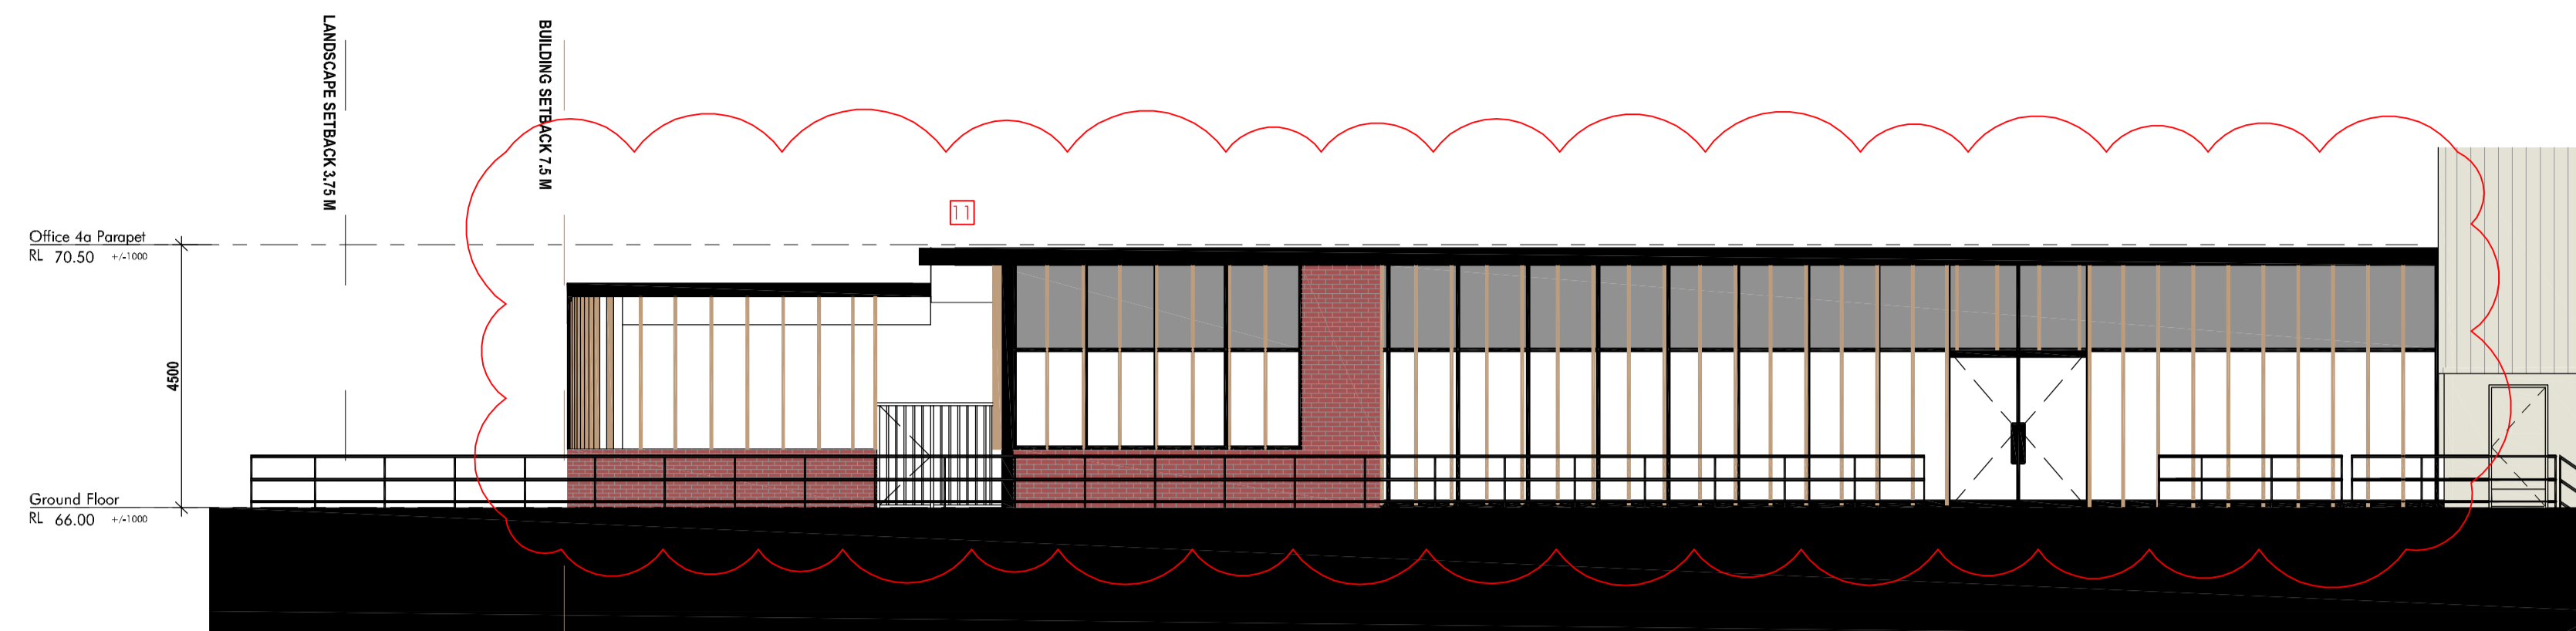 LANDSCAPE SETBACK 3.75 M
BUILDING SETBACK 7.5 M
11
Office 4a Parapet
RL 70.50 +/-1000
4500
Ground Floor
RL 66.00 +/-1000